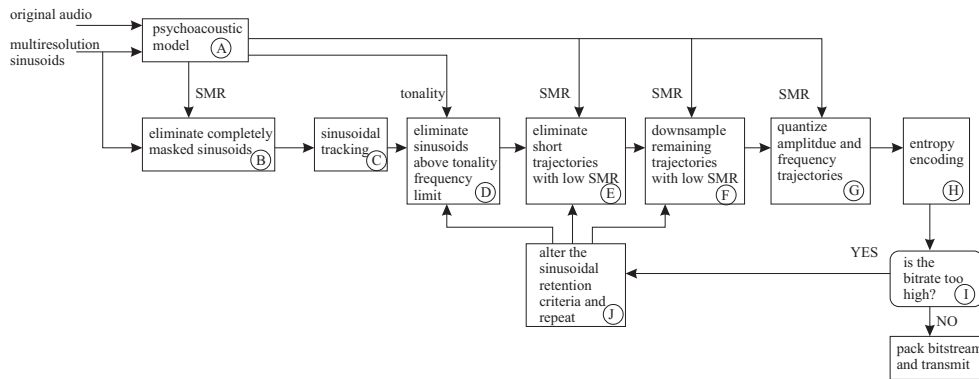 original audio
multiresolution
sinusoids
psychoacoustic
model
A
SMR
tonality
SMR
SMR
SMR
eliminate completely
masked sinusoids
B
sinusoidal
tracking
C
eliminate
sinusoids
above tonality
frequency
limit
D
eliminate
short
trajectories
with low SMR
E
downsample
remaining
trajectories
with low SMR
F
quantize
amplitdue and
frequency
trajectories
G
entropy
encoding
H
alter the
sinusoidal
retention
criteria and
repeat
J
YES
is the
bitrate too
high?
I
NO
pack bitstream
and transmit